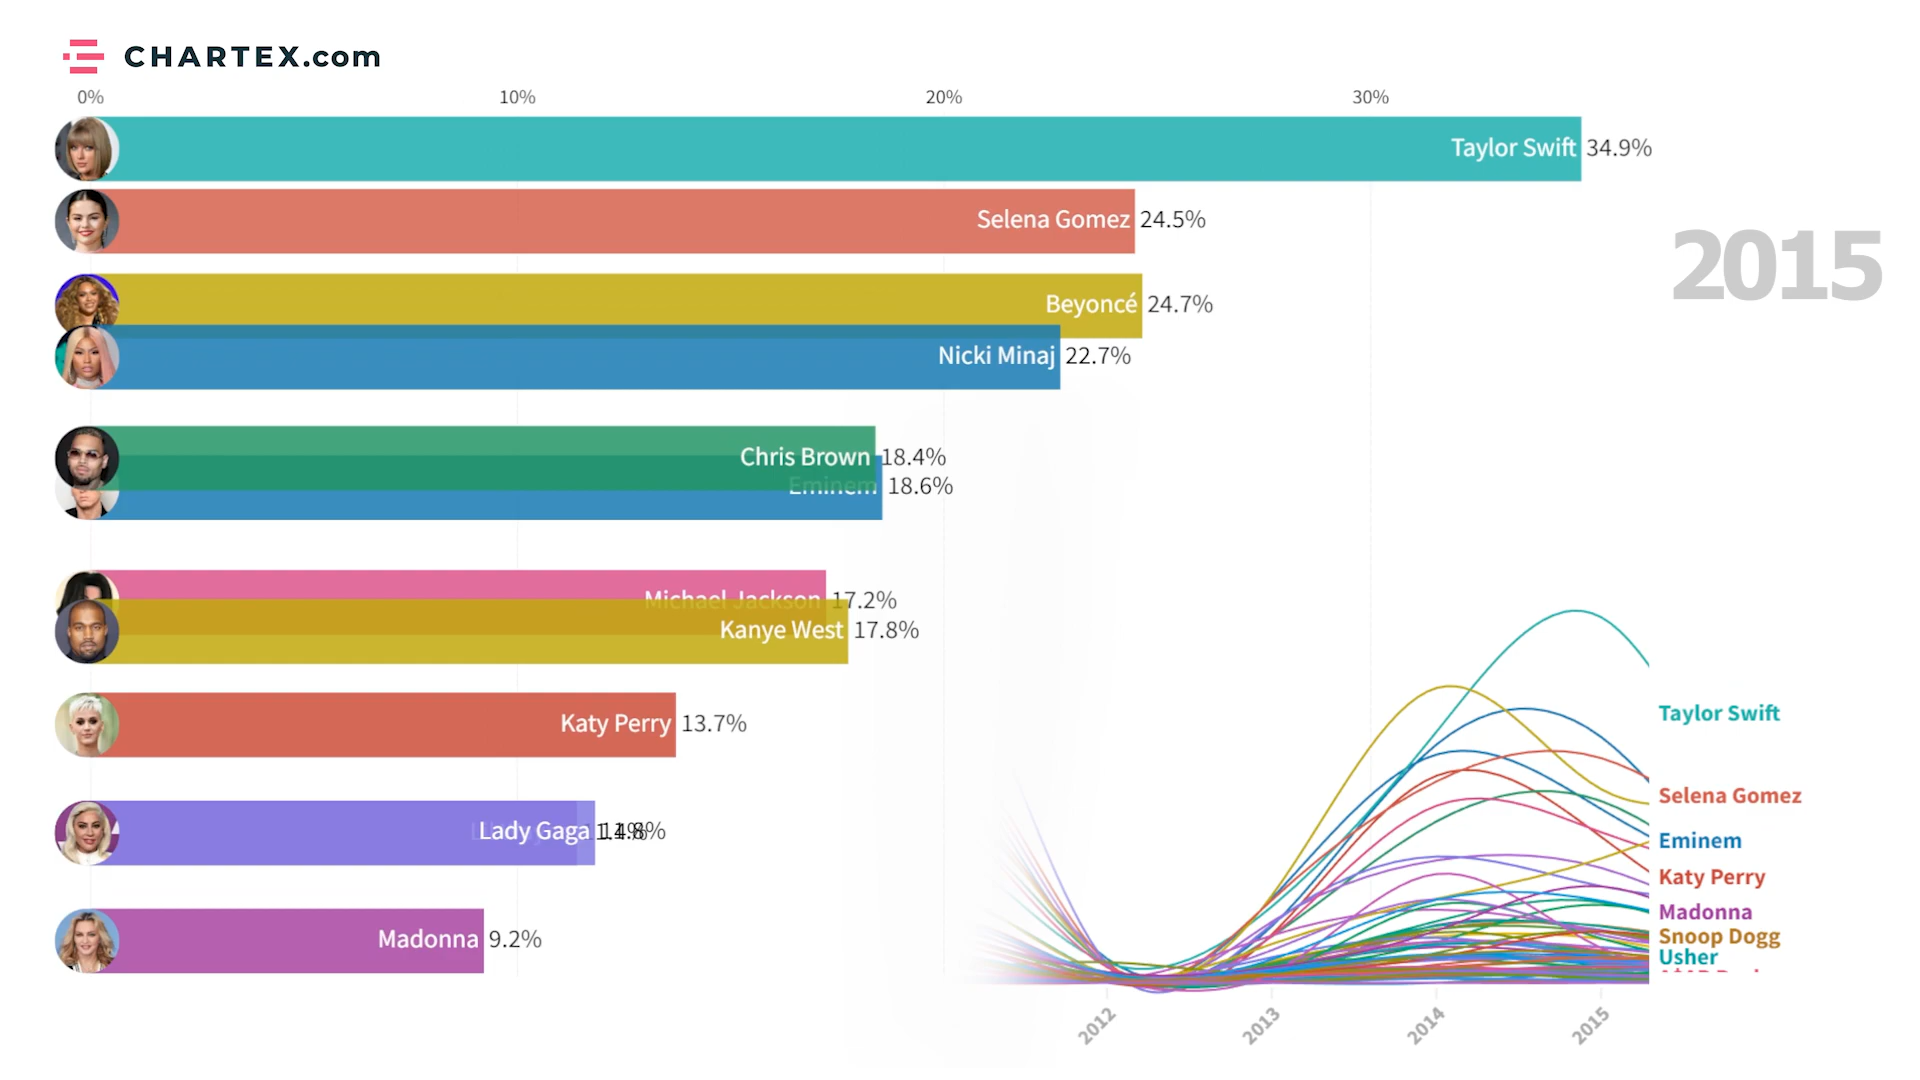 CHARTEX.com
0% 10% 20% 30%
Taylor Swift 34.9%
Selena Gomez 24.5%
2015
Beyoncé 24.7%
Nicki Minaj 22.7%
Chris Brown 18.4%
Eminem 18.6%
Michael Jackson 17.2%
Kanye West 17.8%
Katy Perry 13.7%
Lady Gaga 11.8%
Madonna 9.2%
Taylor Swift
Selena Gomez
Eminem
Katy Perry
Madonna
Snoop Dogg
Usher
2012 2013 2014 2015